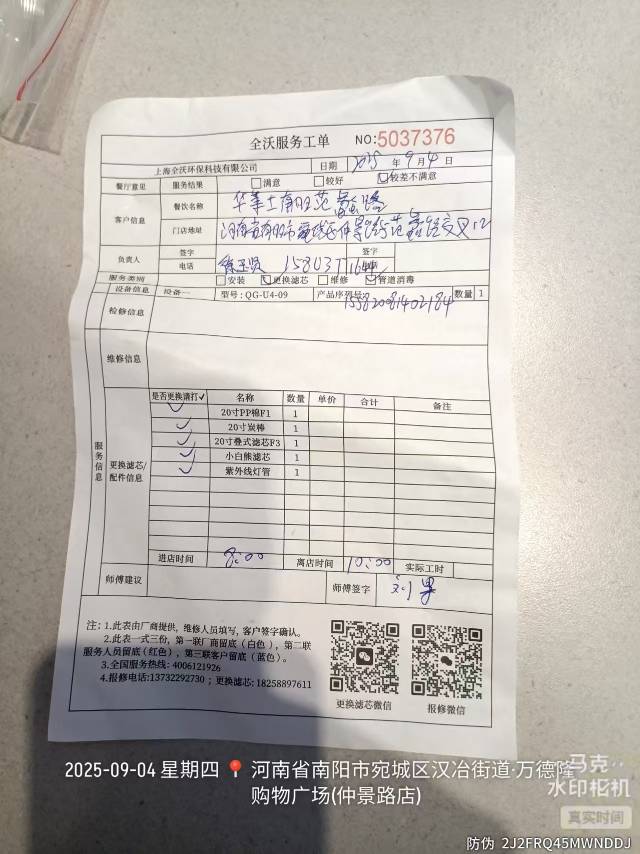 全沃服务工单 NO:5037376
上海全沃环保科技有限公司 日期 2025 年 9 月 4 日
餐厅意见 服务结果 满意 较好 较差不满意
客户信息 餐饮名称 华莱士南阳范蠡路
门店地址
负责人 签字 签字
电话
服务类别 安装 更换滤芯 维修 管道消毒
设备信息 设备一 型号:QG-U4-09 产品序列号: 155820081402184 数量 1
检修信息
维修信息
服务信息
更换滤芯/配件信息
是否更换请打✓ 名称 数量 单价 合计 备注
✓ 20寸PP棉F1 1
✓ 20寸炭棒 1
✓ 20寸叠式滤芯F3 1
✓ 小白熊滤芯 1
✓ 紫外线灯管 1
进店时间 8:00 离店时间 10:00 实际工时
师傅建议 师傅签字
注:1.此表由厂商提供,维修人员填写,客户签字确认。
2.此表一式三份,第一联厂商留底(白色),第二联
服务人员留底(红色),第三联客户留底(蓝色)。
3.全国服务热线:4006121926
4.报修电话:13732292730;更换滤芯:18258897611
更换滤芯微信 报修微信
2025-09-04 星期四 河南省南阳市宛城区汉冶街道·万德隆
购物广场(仲景路店)
马克
水印相机
真实时间
防伪 2J2FRQ45MWNDDJ